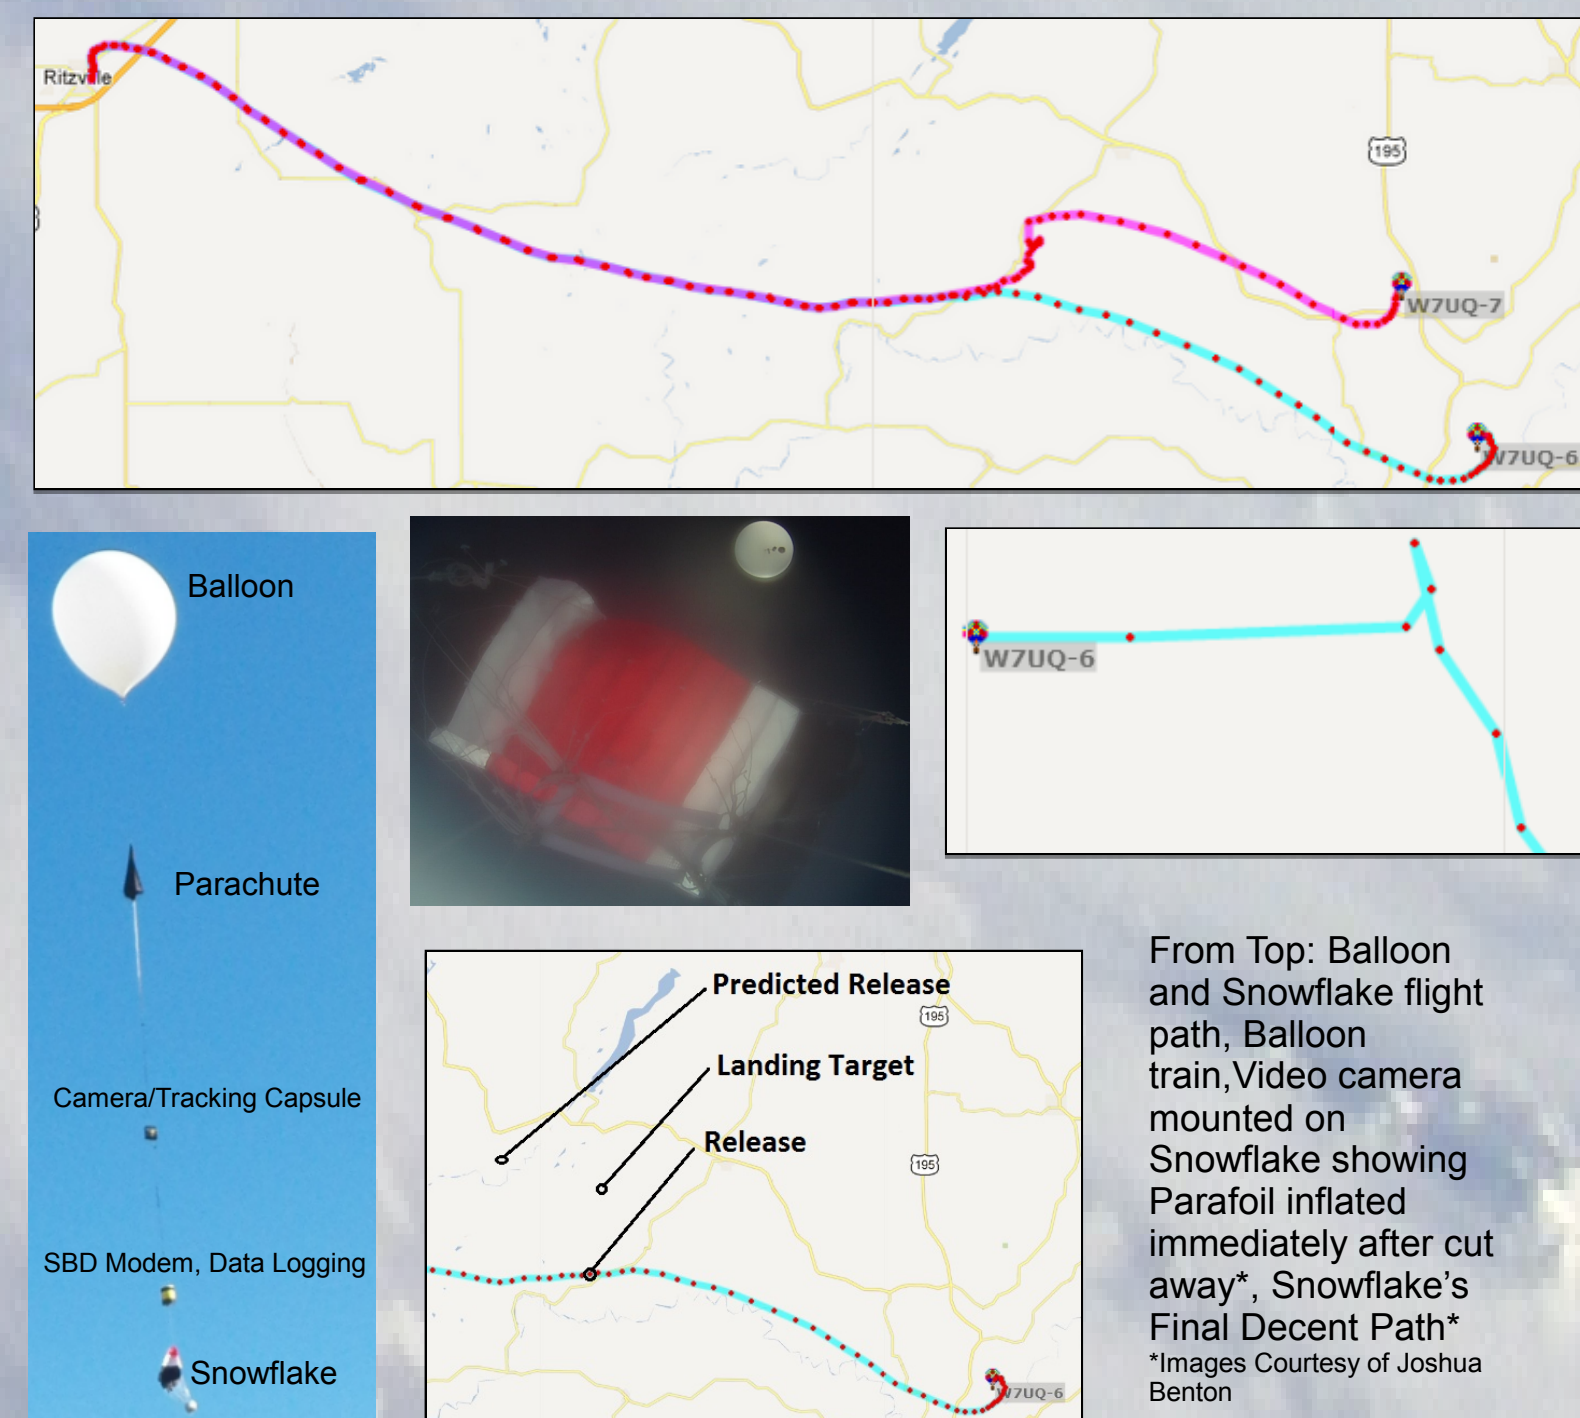 Ritzville
195
W7UQ-7
W7UQ-6
Balloon
Parachute
Camera/Tracking Capsule
SBD Modem, Data Logging
Snowflake
W7UQ-6
Predicted Release
195
Landing Target
Release
195
W7UQ-6
From Top: Balloon
and Snowflake flight
path, Balloon
train,Video camera
mounted on
Snowflake showing
Parafoil inflated
immediately after cut
away*, Snowflake’s
Final Decent Path*
*Images Courtesy of Joshua
Benton